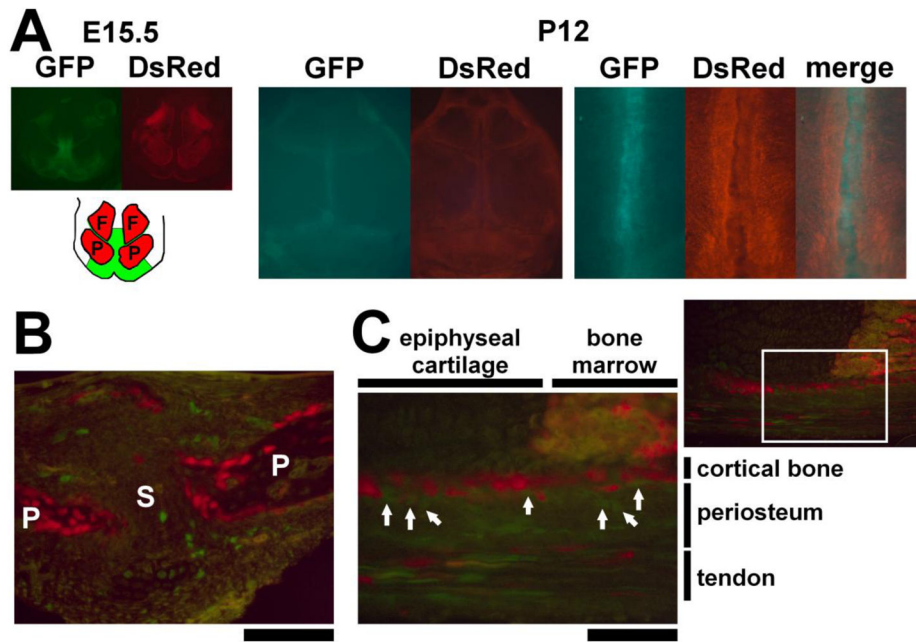 A
E15.5
P12
GFP DsRed
GFP DsRed
GFP DsRed merge
F F
P P
B
P
S
P
C
epiphyseal
cartilage
bone
marrow
cortical bone
periosteum
tendon